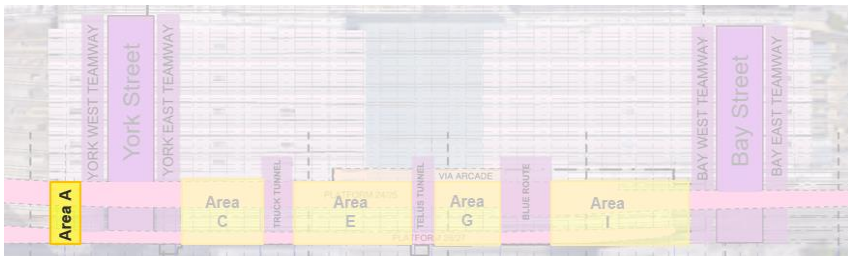 YORK WEST TEAMWAY
York Street
YORK EAST TEAMWAY
BAY WEST TEAMWAY
Bay Street
BAY EAST TEAMWAY
Area A
Area
C
TRUCK TUNNEL
PLATFORM 24/25
Area
E
TELUS TUNNEL
VIA ARCADE
Area
G
BLUE ROUTE
Area
I